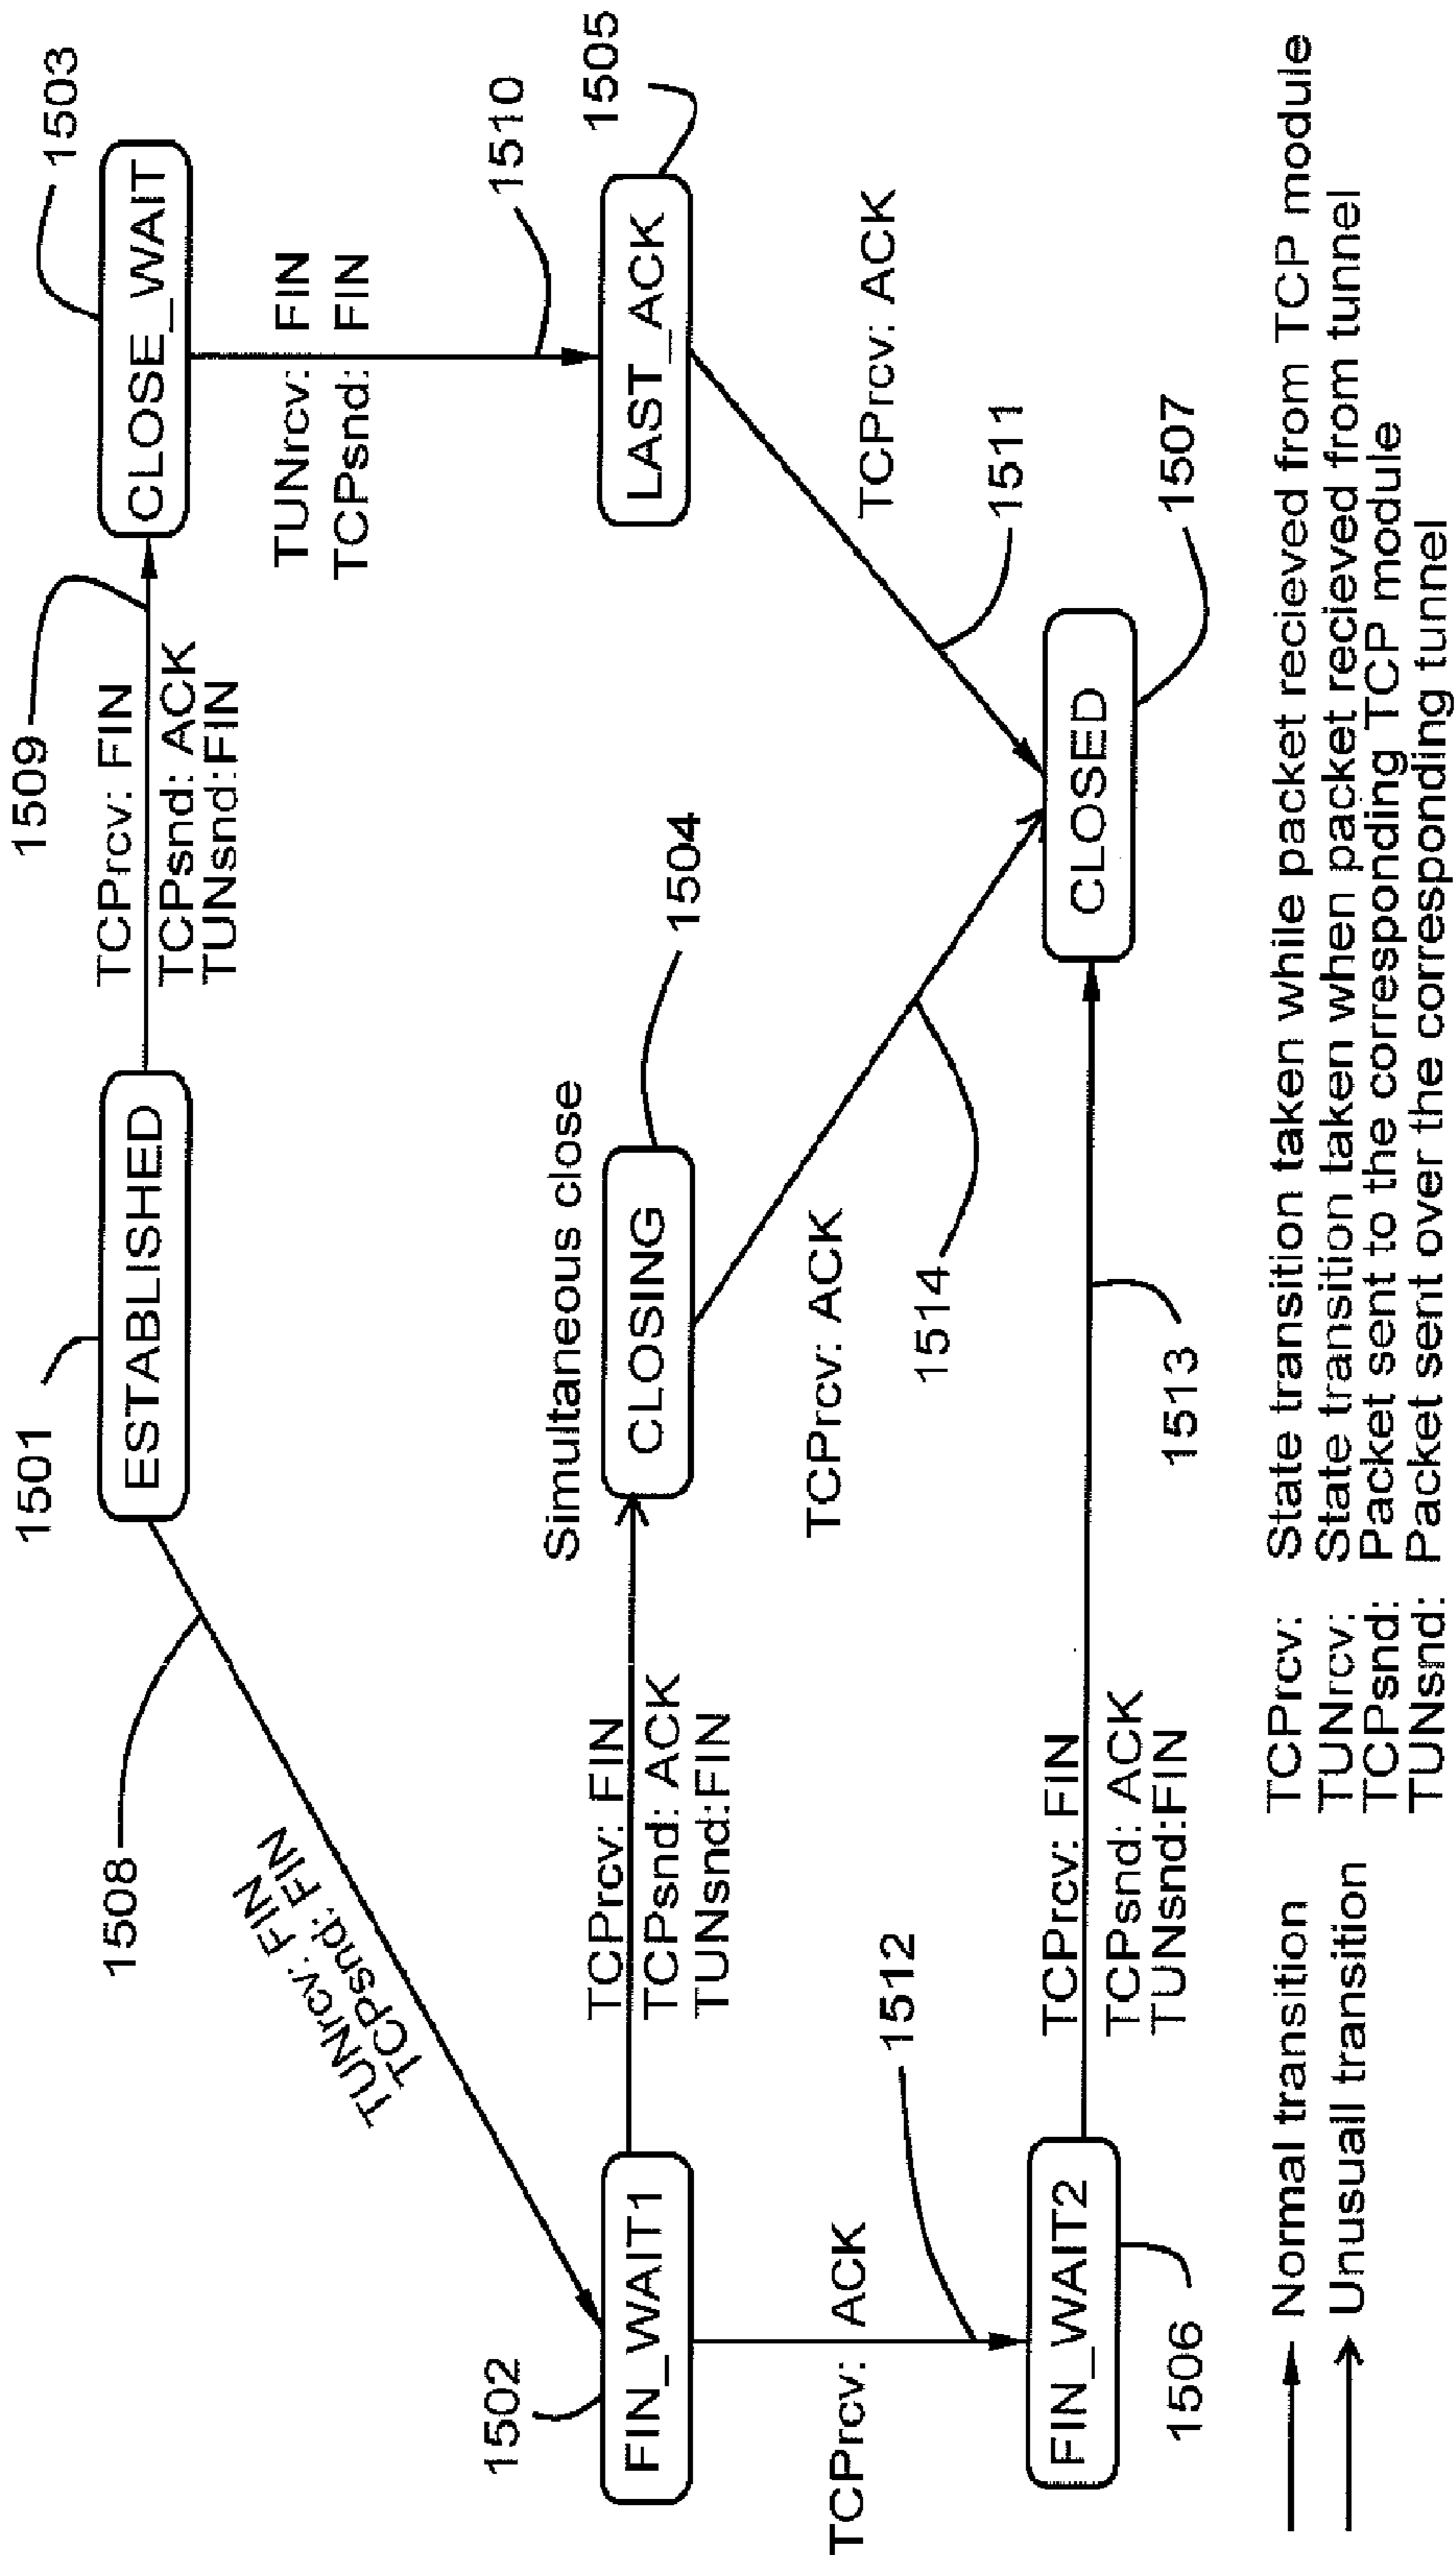 1501
ESTABLISHED
1509
TCPrcv: FIN
TCPsnd: ACK
TUNsnd:FIN
1503
CLOSE_WAIT
1508
TUNrcv: FIN
TCPsnd: FIN
TUNrcv: FIN
TCPsnd: FIN
1510
1502
FIN_WAIT1
TCPrcv: FIN
TCPsnd: ACK
TUNsnd:FIN
Simultaneous close
CLOSING
1504
LAST_ACK
1505
TCPrcv: ACK
1512
TCPrcv: ACK
1514
TCPrcv: ACK
1511
FIN_WAIT2
1506
TCPrcv: FIN
TCPsnd: ACK
TUNsnd:FIN
1513
CLOSED
1507
Normal transition
Unusuall transition
TCPrcv: State transition taken while packet recieved from TCP module
TUNrcv: State transition taken when packet recieved from tunnel
TCPsnd: Packet sent to the corresponding TCP module
TUNsnd: Packet sent over the corresponding tunnel